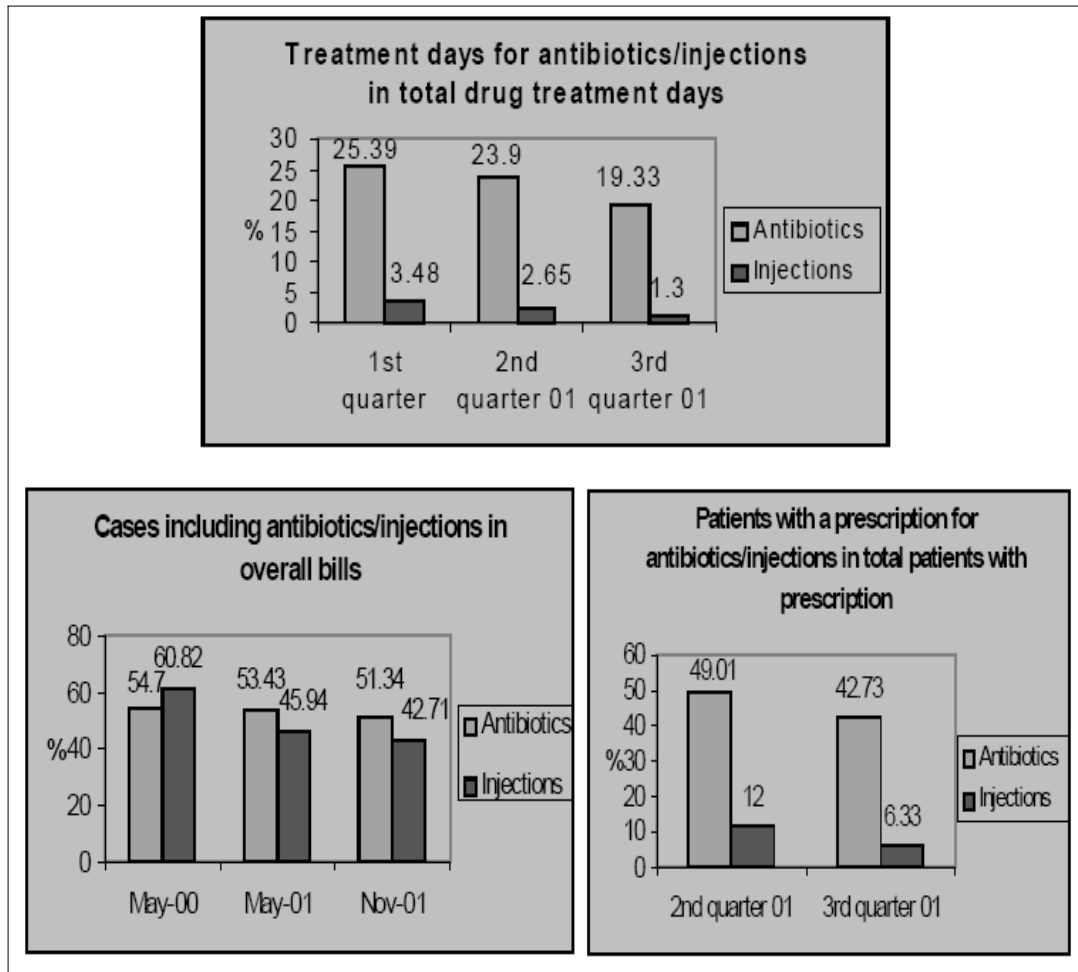 Treatment days for antibiotics/injections
in total drug treatment days
30
25
20
15
10
5
0
%
25.39
3.48
23.9
2.65
19.33
1.3
1st
quarter
2nd
quarter 01
3rd
quarter 01
Antibiotics
Injections
Cases including antibiotics/injections in
overall bills
80
60
%40
20
0
54.7
60.82
53.43
45.94
51.34
42.71
May-00
May-01
Nov-01
Antibiotics
Injections
Patients with a prescription for
antibiotics/injections in total patients with
prescription
60
50
40
%30
20
10
0
49.01
12
42.73
6.33
2nd quarter 01
3rd quarter 01
Antibiotics
Injections